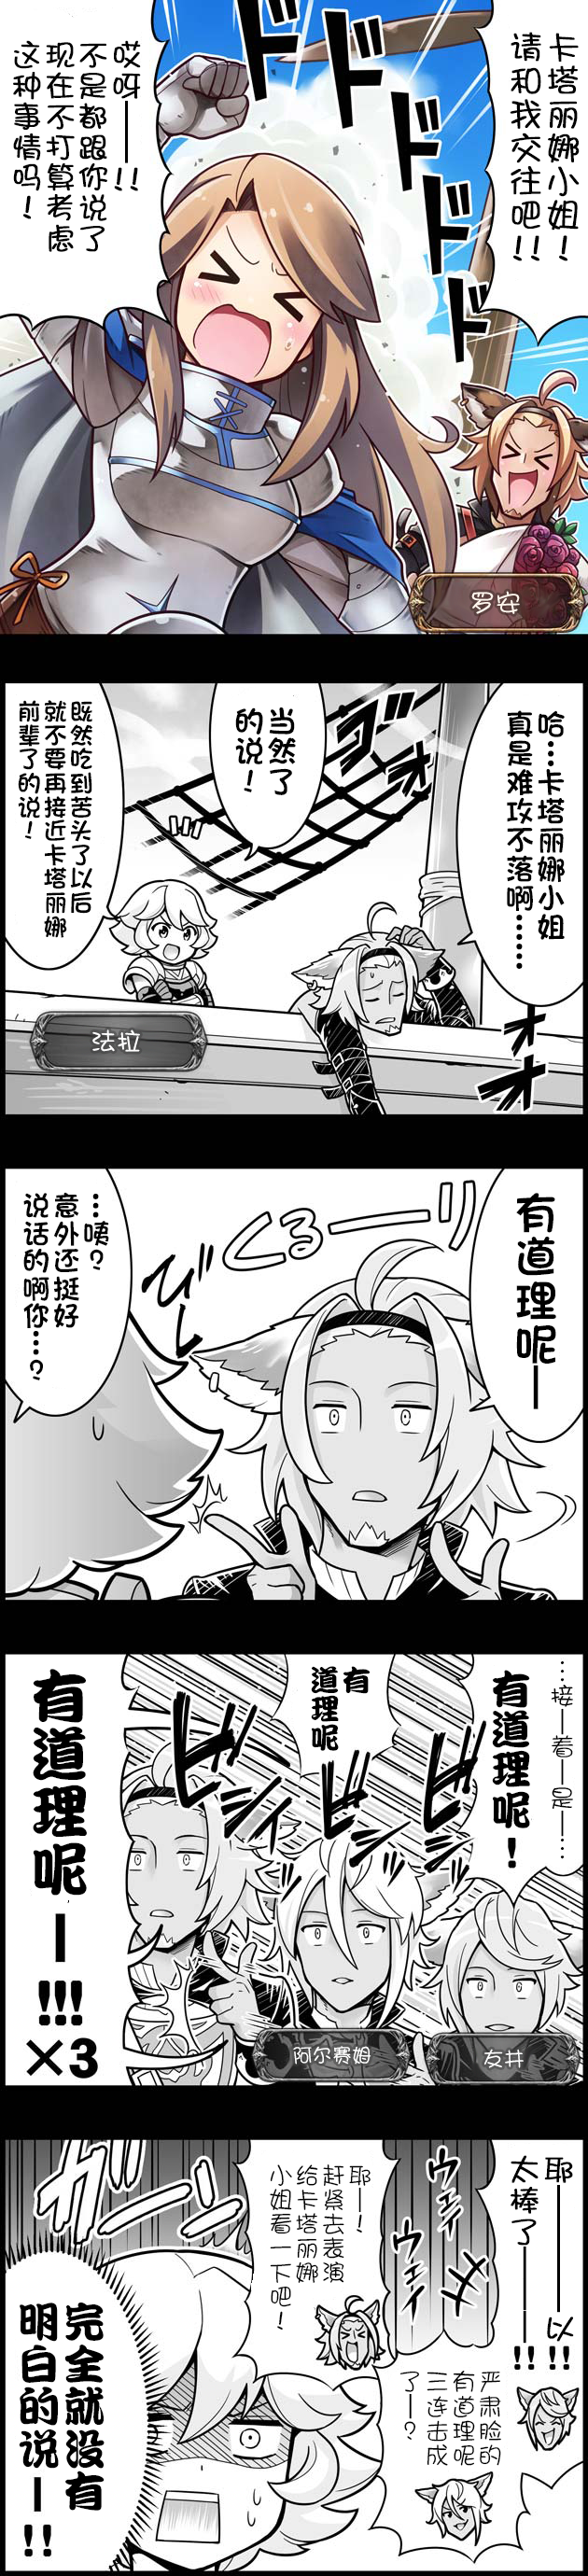 卡塔丽娜小姐！
请和我交往吧！！
ドドドドド
哎呀——！！
不是都跟你说了
现在不打算考虑
这种事情吗！
罗安
哈…卡塔丽娜小姐
真是难攻不落啊……
オオ
当然了
的说！
既然吃到苦头了以后
就不要再接近卡塔丽娜
前辈了的说！
法拉
有道理呢—
くるーーリ
ビし
…咦？
意外还挺好
说话的啊你…？
…接—着—是—…
有道理呢！
有
道理呢
有道理呢—!!!
×3
阿尔赛姆
友井
耶——以!!
太棒了——!!
ウェーイ
ウェーイ
严肃脸的
有道理呢
三连击成
了—？
耶—！
赶紧去表演
给卡塔丽娜
小姐看一下吧！
ガーン
完全就没有
明白的说—!!